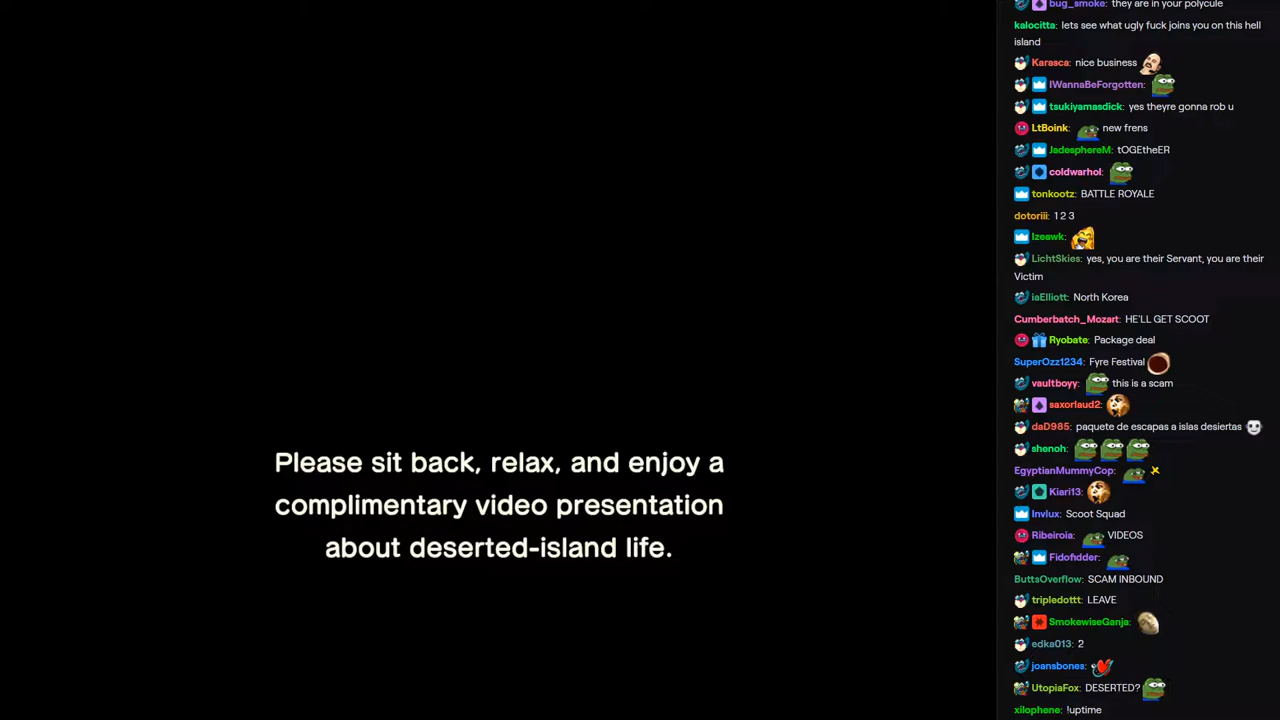 Please sit back, relax, and enjoy a
complimentary video presentation
about deserted-island life.
bug_smoke: they are in your polycule
kalocitta: lets see what ugly fuck joins you on this hell
island
Karasca: nice business
IWannaBeForgotten:
tsukiyamasdick: yes theyre gonna rob u
LtBoink: new frens
JadesphereM: tOGEtheER
coldwarhol:
tonkootz: BATTLE ROYALE
dotoriii: 1 2 3
Izeawk:
LichtSkies: yes, you are their Servant, you are their
Victim
iaElliott: North Korea
Cumberbatch_Mozart: HE'LL GET SCOOT
Ryobate: Package deal
SuperOzz1234: Fyre Festival
vaultboyy: this is a scam
saxorlaud2:
daD985: paquete de escapas a islas desiertas
shenoh:
EgyptianMummyCop:
Kiari13:
Invlux: Scoot Squad
Ribeiroia: VIDEOS
Fidofidder:
ButtsOverflow: SCAM INBOUND
tripledottt: LEAVE
SmokewiseGanja:
edka013: 2
joansbones:
UtopiaFox: DESERTED?
xilophene: !uptime